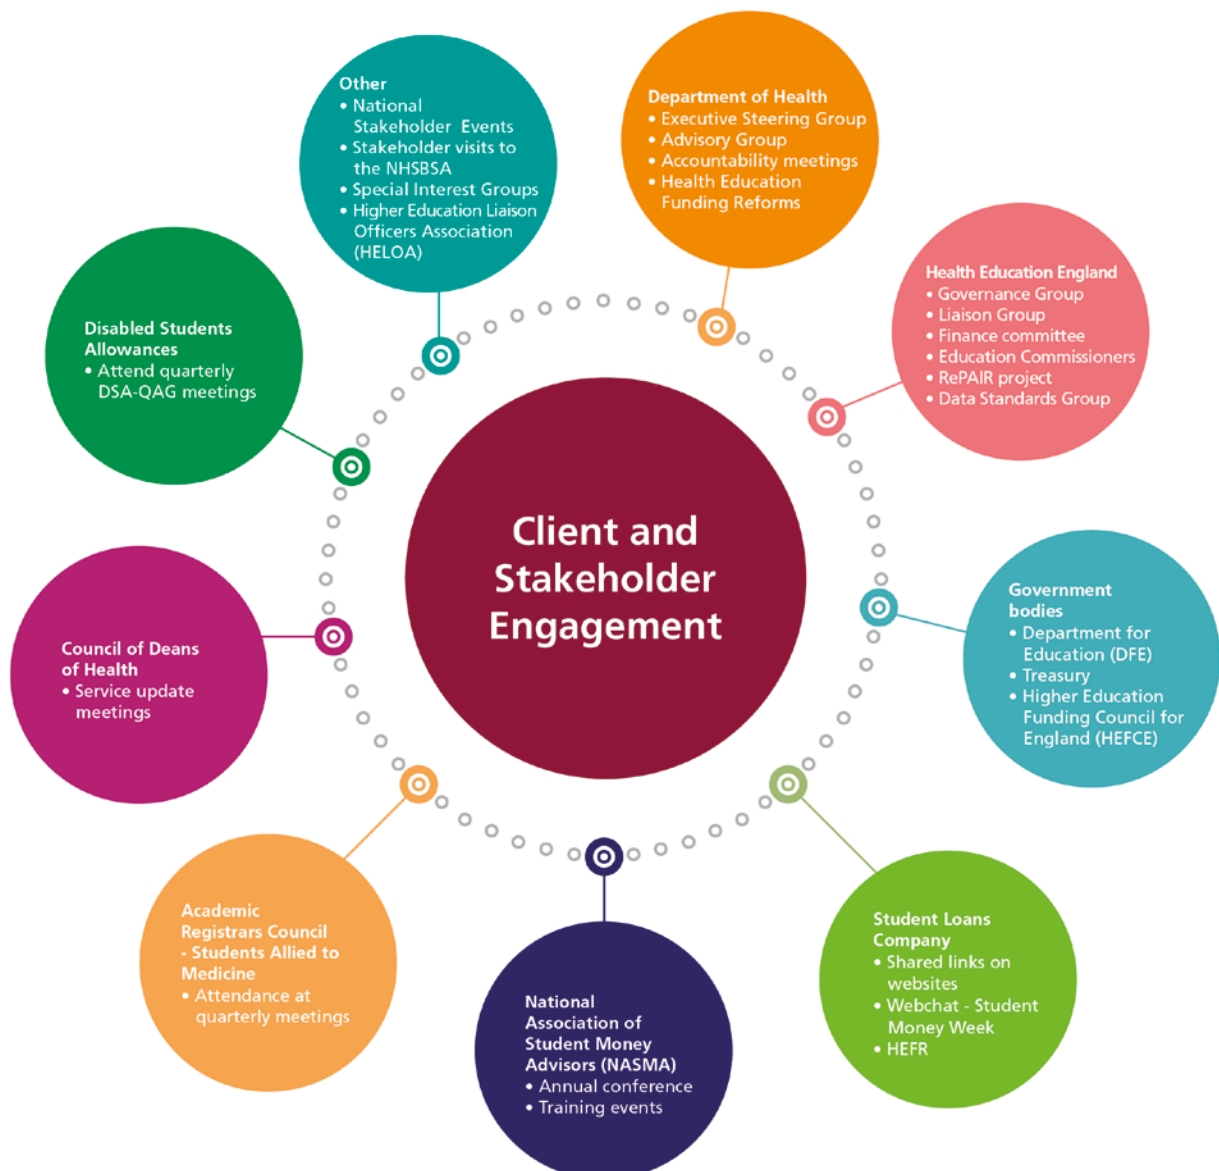 Other
• National
Stakeholder Events
• Stakeholder visits to
the NHSBSA
• Special Interest Groups
• Higher Education Liaison
Officers Association
(HELOA)
Department of Health
• Executive Steering Group
• Advisory Group
• Accountability meetings
• Health Education
Funding Reforms
Health Education England
• Governance Group
• Liaison Group
• Finance committee
• Education Commissioners
• RePAIR project
• Data Standards Group
Disabled Students
Allowances
• Attend quarterly
DSA-QAG meetings
Client and
Stakeholder
Engagement
Government
bodies
• Department for
Education (DFE)
• Treasury
• Higher Education
Funding Council for
England (HEFCE)
Council of Deans
of Health
• Service update
meetings
Academic
Registrars Council
- Students Allied to
Medicine
• Attendance at
quarterly meetings
National
Association of
Student Money
Advisors (NASMA)
• Annual conference
• Training events
Student Loans
Company
• Shared links on
websites
• Webchat - Student
Money Week
• HEFR